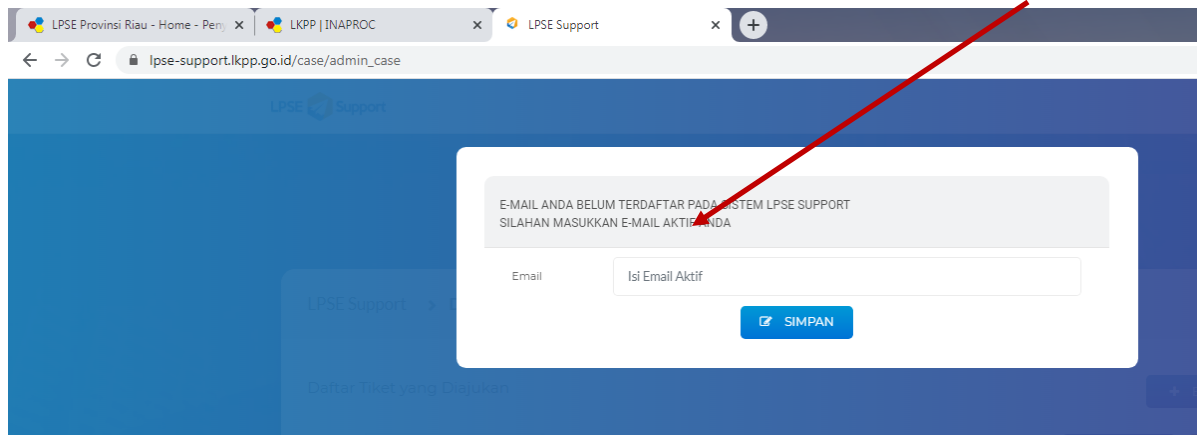 LPSE Provinsi Riau - Home - Peny
LKPP | INAPROC
LPSE Support
lpse-support.lkpp.go.id/case/admin_case
LPSE Support
E-MAIL ANDA BELUM TERDAFTAR PADA SISTEM LPSE SUPPORT
SILAHAN MASUKKAN E-MAIL AKTIF ANDA
Email
Isi Email Aktif
SIMPAN
LPSE Support
Daftar Tiket yang Diajukan